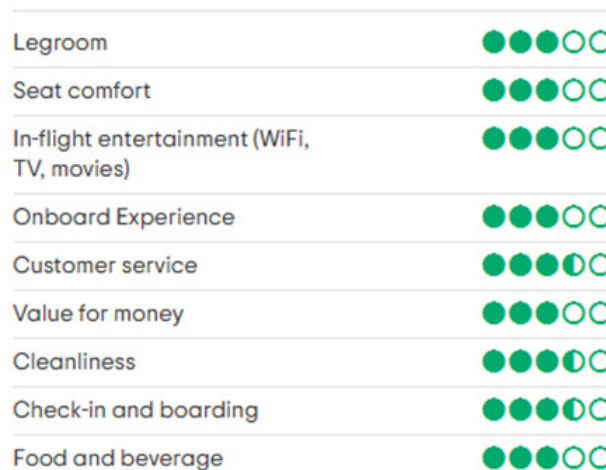 Legroom
Seat comfort
In-flight entertainment (WiFi,
TV, movies)
Onboard Experience
Customer service
Value for money
Cleanliness
Check-in and boarding
Food and beverage